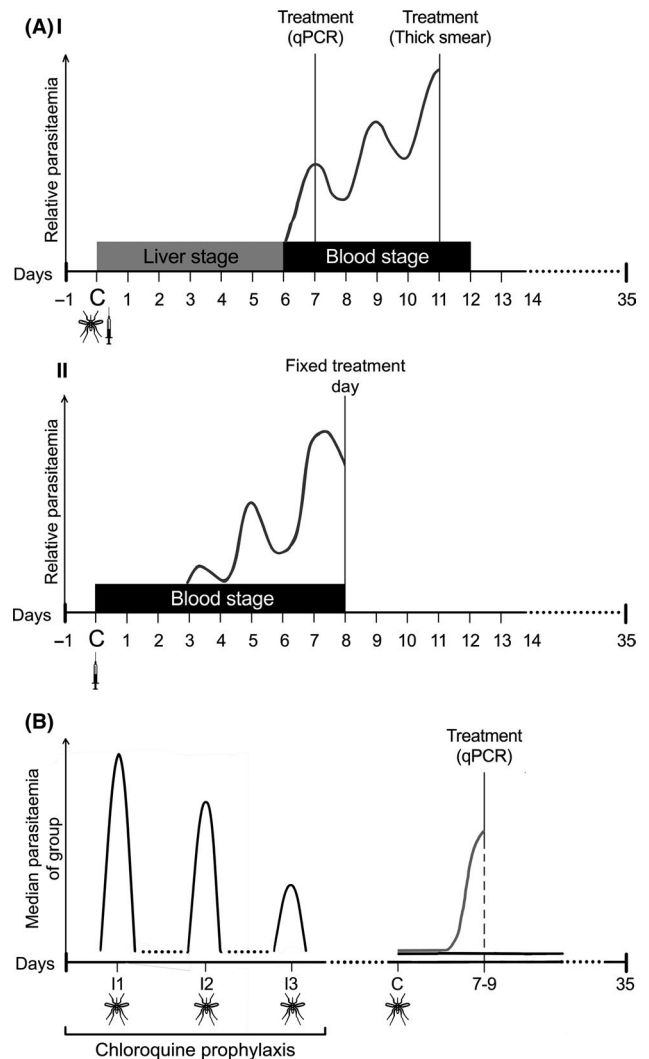 (A) I
Treatment
(qPCR)
Treatment
(Thick smear)
Relative parasitaemia
Liver stage
Blood stage
Days
–1 C 1 2 3 4 5 6 7 8 9 10 11 12 13 14 35
II
Fixed treatment
day
Relative parasitaemia
Blood stage
Days
–1 C 1 2 3 4 5 6 7 8 9 10 11 12 13 14 35
(B)
Treatment
(qPCR)
Median parasitaemia
of group
Days
I1 I2 I3 C 7-9 35
Chloroquine prophylaxis